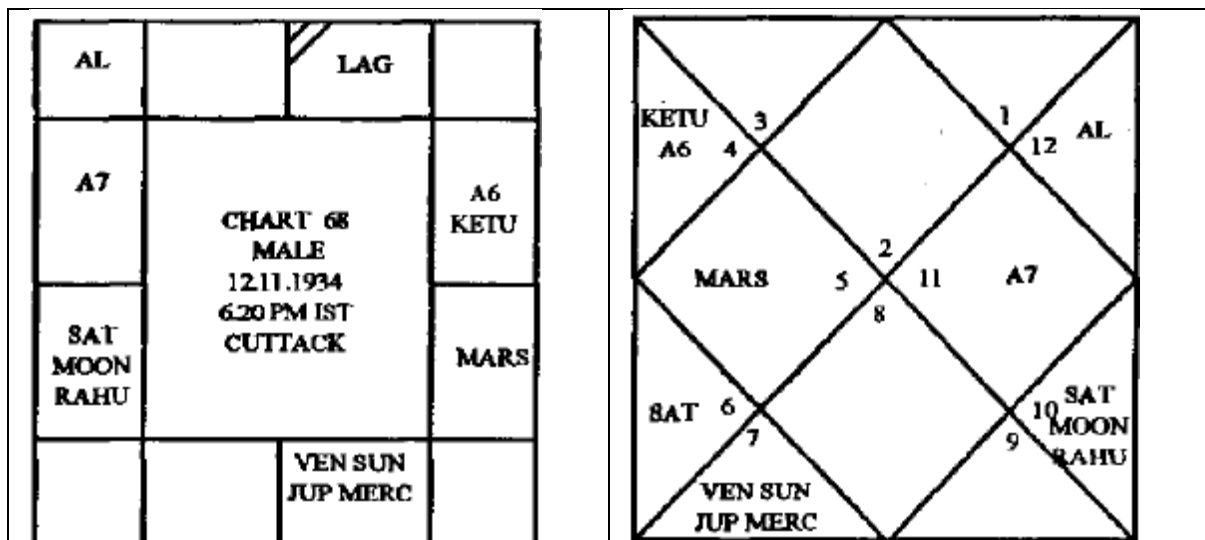 AL
LAG
A7
A6
KETU
CHART 68
MALE
12.11.1934
6.20 PM IST
CUTTACK
SAT
MOON
RAHU
MARS
VEN SUN
JUP MERC
KETU
A6
3
4
1
12
AL
MARS
2
5
11
8
A7
SAT
6
7
10
9
SAT
MOON
RAHU
VEN SUN
JUP MERC